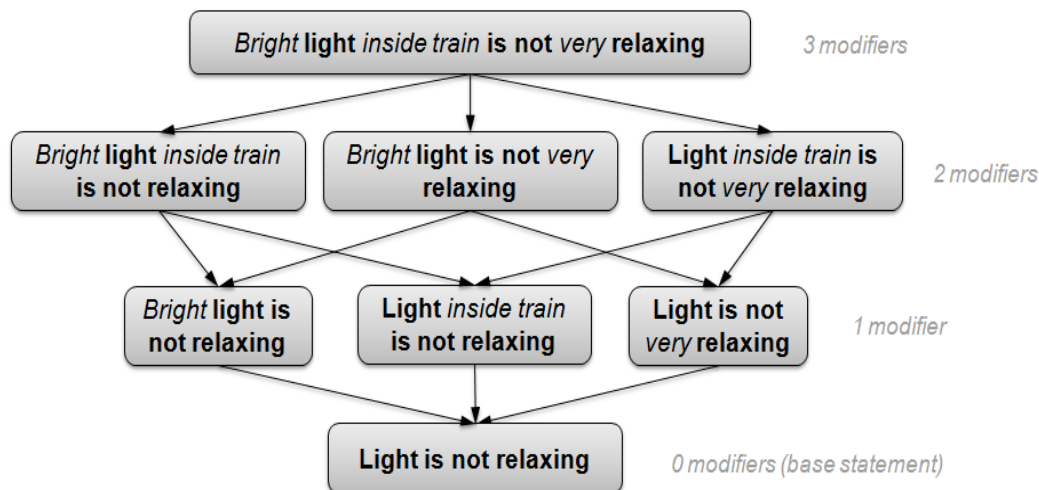 Bright light inside train is not very relaxing
3 modifiers
Bright light inside train
is not relaxing
Bright light is not very
relaxing
Light inside train is
not very relaxing
2 modifiers
Bright light is
not relaxing
Light inside train
is not relaxing
Light is not
very relaxing
1 modifier
Light is not relaxing
0 modifiers (base statement)